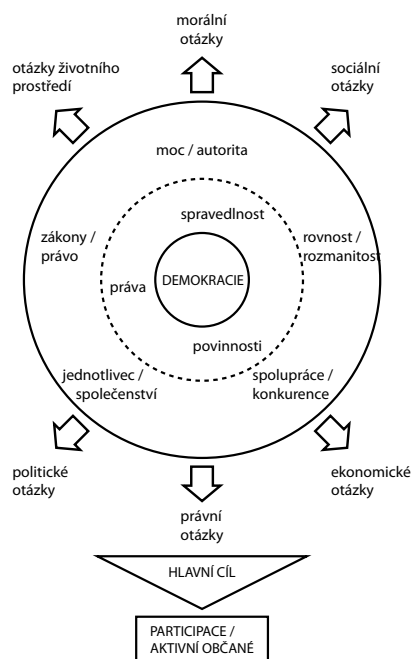 morální
otázky
otázky životního
prostředí
sociální
otázky
moc / autorita
spravedlnost
zákony /
právo
rovnost /
rozmanitost
práva
DEMOKRACIE
povinnosti
jednotlivec /
společenství
spolupráce /
konkurence
politické
otázky
ekonomické
otázky
právní
otázky
HLAVNÍ CÍL
PARTICIPACE /
AKTIVNÍ OBČANÉ